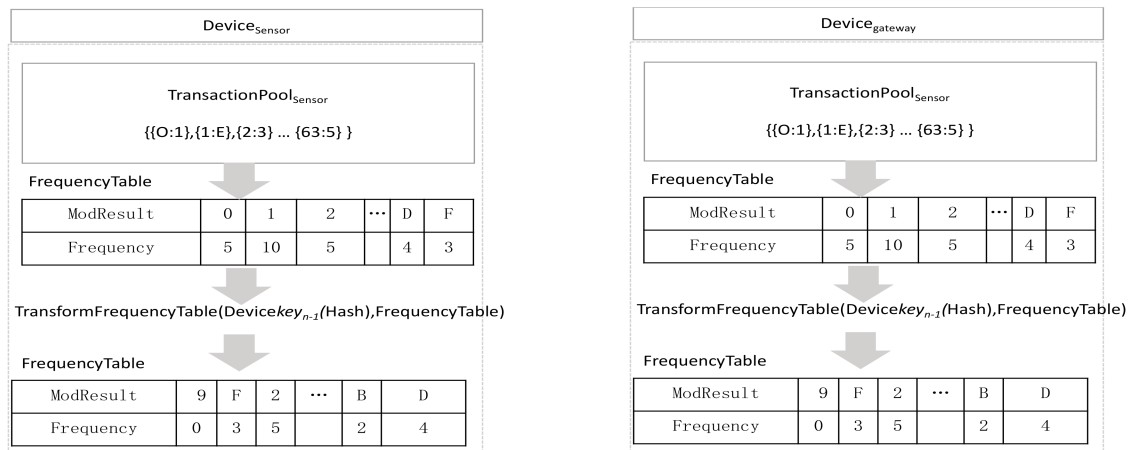 Device_Sensor
TransactionPool_Sensor
{{O:1},{1:E},{2:3} ... {63:5} }
FrequencyTable
ModResult 0 1 2 ... D F
Frequency 5 10 5 4 3
TransformFrequencyTable(Devicekey_n-1(Hash),FrequencyTable)
FrequencyTable
ModResult 9 F 2 ... B D
Frequency 0 3 5 2 4
Device_gateway
TransactionPool_Sensor
{{O:1},{1:E},{2:3} ... {63:5} }
FrequencyTable
ModResult 0 1 2 ... D F
Frequency 5 10 5 4 3
TransformFrequencyTable(Devicekey_n-1(Hash),FrequencyTable)
FrequencyTable
ModResult 9 F 2 ... B D
Frequency 0 3 5 2 4